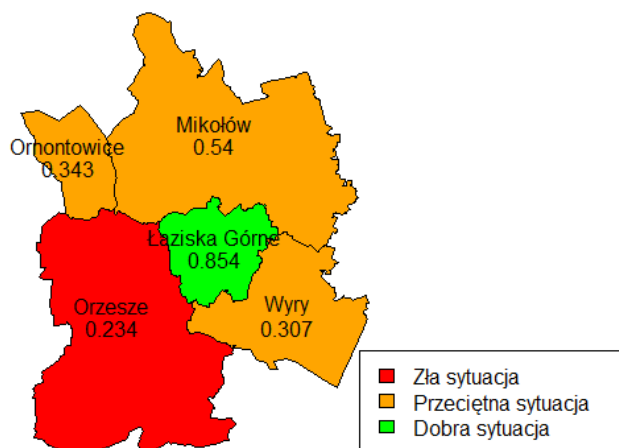 Mikołów
0.54
Ornontowice
0.343
Łaziska Górne
0.854
Orzesze
0.234
Wyry
0.307
Zła sytuacja
Przeciętna sytuacja
Dobra sytuacja